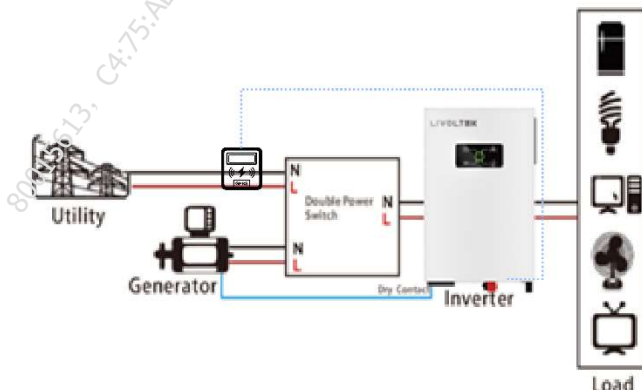 LIVOLTEK
N
L
Double Power
Switch
N
L
Utility
N
L
Generator
Dry Contact
Inverter
Load